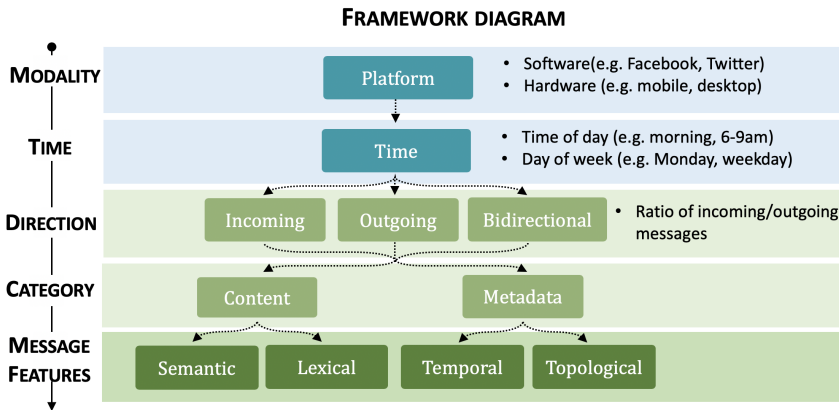 FRAMEWORK DIAGRAM
MODALITY
Platform
• Software(e.g. Facebook, Twitter)
• Hardware (e.g. mobile, desktop)
TIME
Time
• Time of day (e.g. morning, 6-9am)
• Day of week (e.g. Monday, weekday)
DIRECTION
Incoming
Outgoing
Bidirectional
• Ratio of incoming/outgoing
messages
CATEGORY
Content
Metadata
MESSAGE
FEATURES
Semantic
Lexical
Temporal
Topological